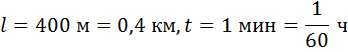 l = 400 м = 0,4 км, t = 1 мин = 1/60 ч